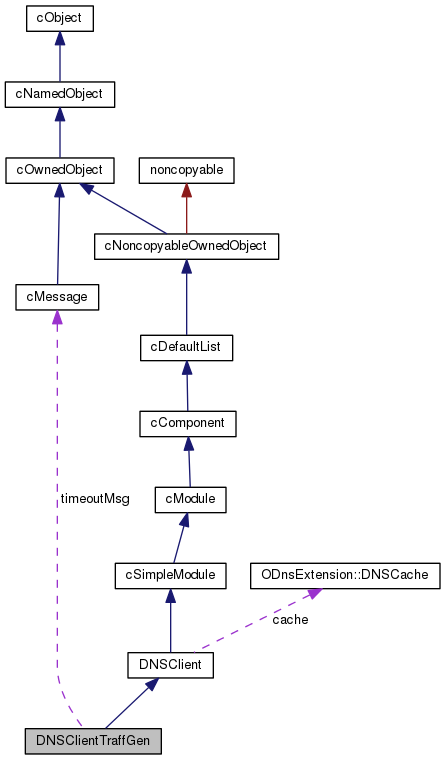 cObject
cNamedObject
cOwnedObject
noncopyable
cNoncopyableOwnedObject
cMessage
cDefaultList
cComponent
cModule
timeoutMsg
cSimpleModule
ODnsExtension::DNSCache
cache
DNSClient
DNSClientTraffGen